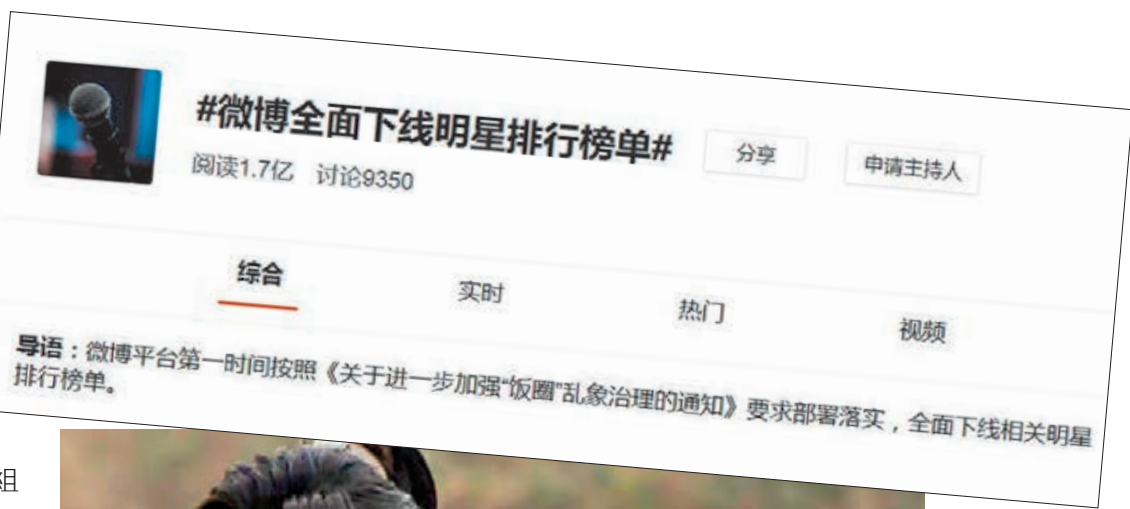 #微博全面下线明星排行榜单#
分享
申请主持人
阅读1.7亿 讨论9350
综合
实时
热门
视频
导语：微博平台第一时间按照《关于进一步加强“饭圈”乱象治理的通知》要求部署落实，全面下线相关明星
排行榜单。
组